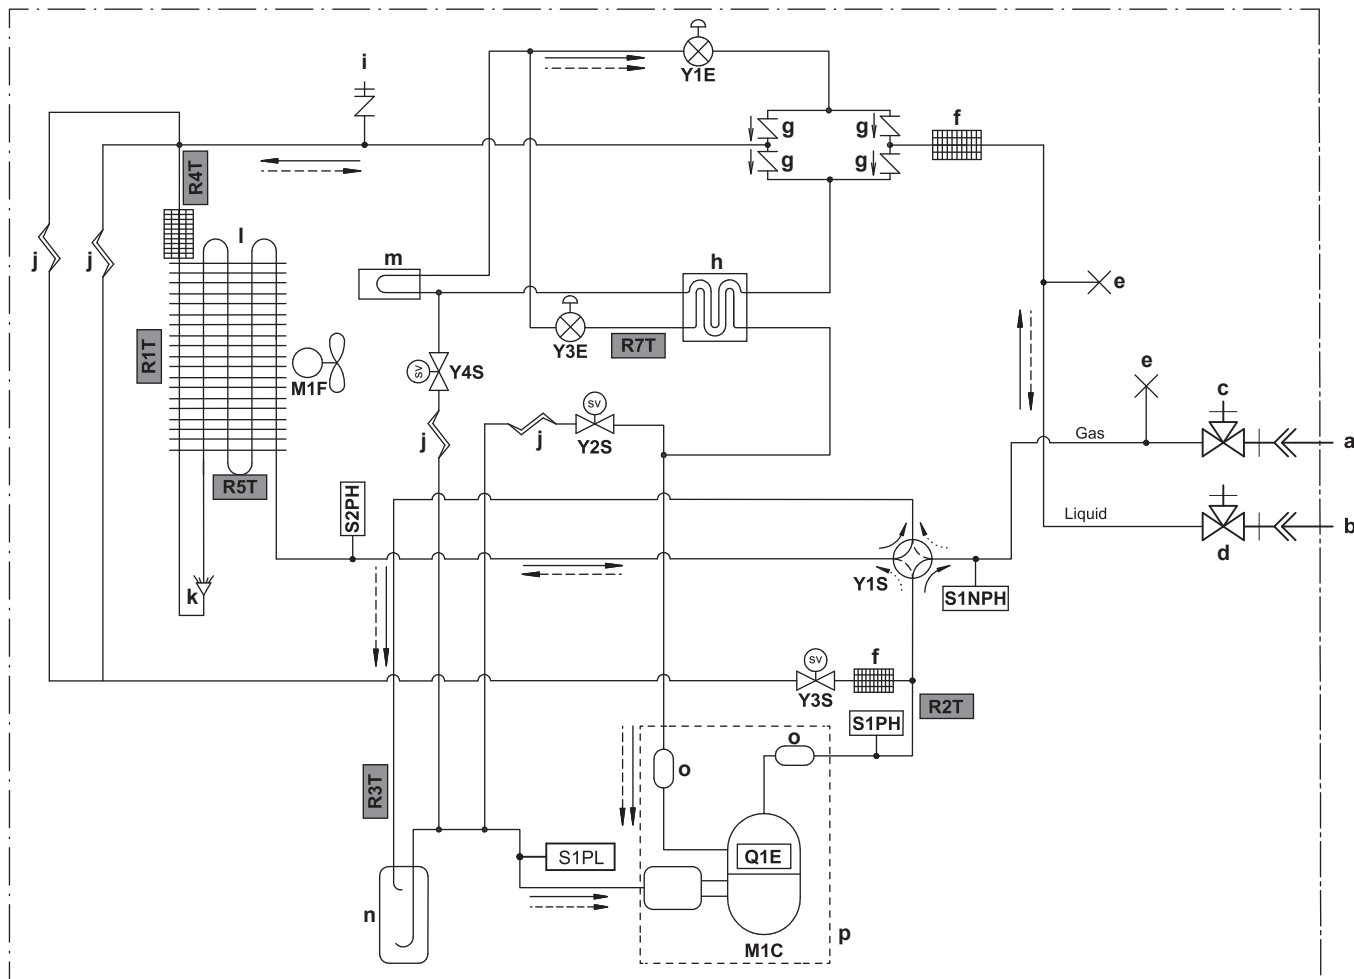 i
Y1E
f
g
g
g
g
R4T
l
j
j
m
h
e
R1T
M1F
Y3E
R7T
SV
Y4S
e
c
SV
j
j
Y2S
Gas
a
R5T
S2PH
Liquid
b
d
k
Y1S
S1NPH
SV
f
Y3S
R2T
S1PH
o
o
R3T
S1PL
Q1E
n
M1C
p